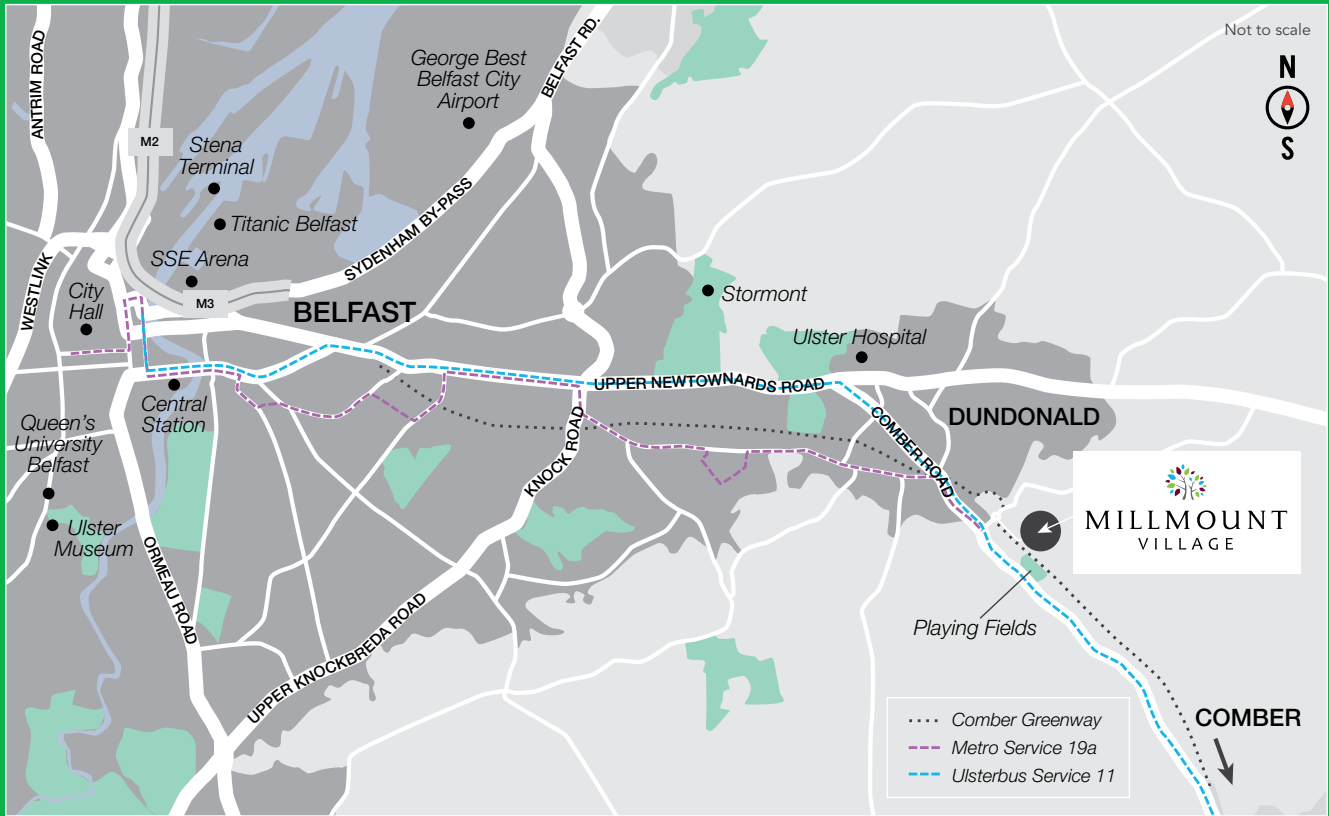 Not to scale
N
S
ANTRIM ROAD
M2
Stena
Terminal
Titanic Belfast
SSE Arena
M3
George Best
Belfast City
Airport
BELFAST RD.
SYDENHAM BY-PASS
WESTLINK
City
Hall
BELFAST
Stormont
Ulster Hospital
UPPER NEWTOWNARDS ROAD
DUNDONALD
COMBER ROAD
Central
Station
Queen's
University
Belfast
Ulster
Museum
ORMEAU ROAD
KNOCK ROAD
UPPER KNOCKBREDA ROAD
MILLMOUNT
VILLAGE
Playing Fields
COMBER
Comber Greenway
Metro Service 19a
Ulsterbus Service 11